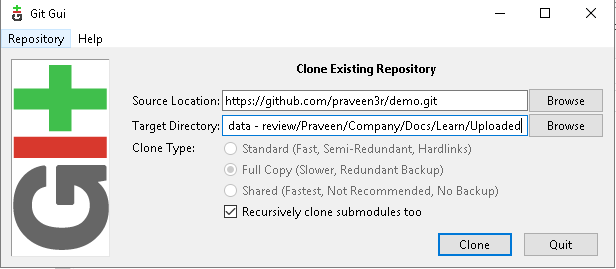 Git Gui
Repository Help
Clone Existing Repository
Source Location: https://github.com/praveen3r/demo.git Browse
Target Directory: data - review/Praveen/Company/Docs/Learn/Uploaded Browse
Clone Type: Standard (Fast, Semi-Redundant, Hardlinks)
Full Copy (Slower, Redundant Backup)
Shared (Fastest, Not Recommended, No Backup)
Recursively clone submodules too
Clone Quit